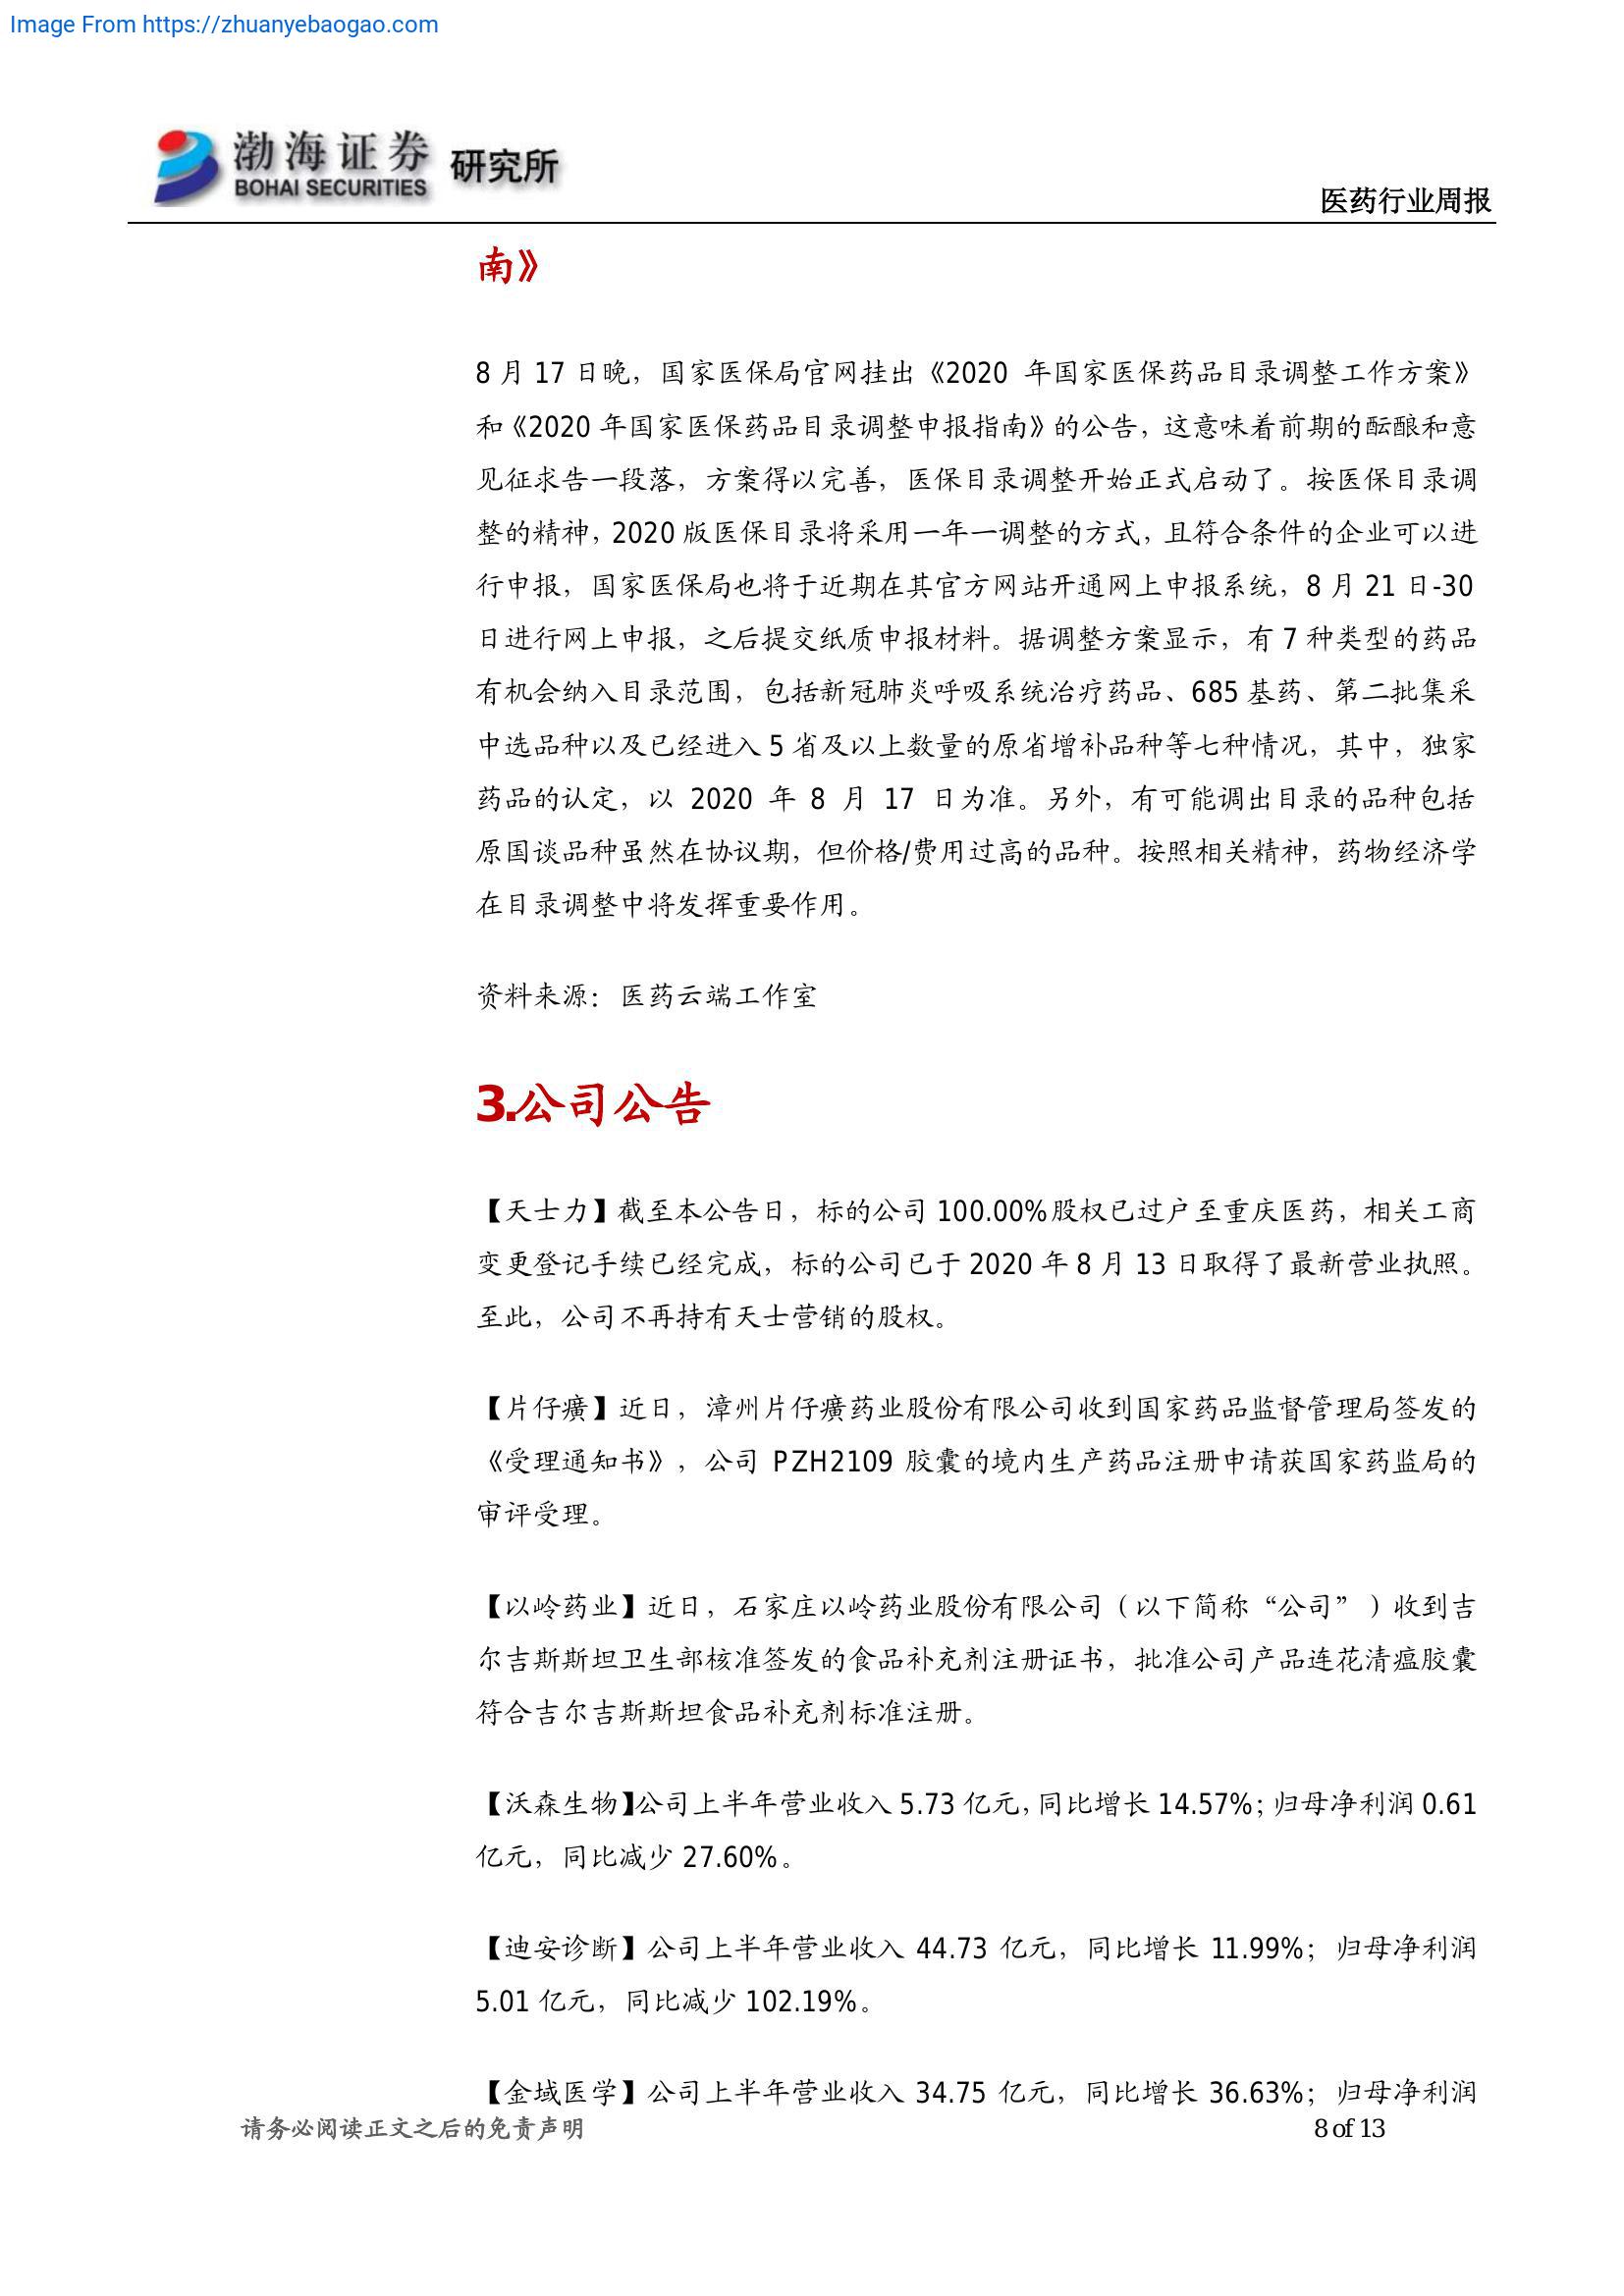 Image From https://zhuanyebaogao.com
渤海证券 研究所
BOHAI SECURITIES
医药行业周报
南》
8 月 17 日晚，国家医保局官网挂出《2020 年国家医保药品目录调整工作方案》
和《2020 年国家医保药品目录调整申报指南》的公告，这意味着前期的酝酿和意
见征求告一段落，方案得以完善，医保目录调整开始正式启动了。按医保目录调
整的精神，2020 版医保目录将采用一年一调整的方式，且符合条件的企业可以进
行申报，国家医保局也将于近期在其官方网站开通网上申报系统，8 月 21 日-30
日进行网上申报，之后提交纸质申报材料。据调整方案显示，有 7 种类型的药品
有机会纳入目录范围，包括新冠肺炎呼吸系统治疗药品、685 基药、第二批集采
中选品种以及已经进入 5 省及以上数量的原省增补品种等七种情况，其中，独家
药品的认定，以 2020 年 8 月 17 日为准。另外，有可能调出目录的品种包括
原国谈品种虽然在协议期，但价格/费用过高的品种。按照相关精神，药物经济学
在目录调整中将发挥重要作用。
资料来源：医药云端工作室
3.公司公告
【天士力】截至本公告日，标的公司 100.00%股权已过户至重庆医药，相关工商
变更登记手续已经完成，标的公司已于 2020 年 8 月 13 日取得了最新营业执照。
至此，公司不再持有天士营销的股权。
【片仔癀】近日，漳州片仔癀药业股份有限公司收到国家药品监督管理局签发的
《受理通知书》，公司 PZH2109 胶囊的境内生产药品注册申请获国家药监局的
审评受理。
【以岭药业】近日，石家庄以岭药业股份有限公司（以下简称“公司”）收到吉
尔吉斯斯坦卫生部核准签发的食品补充剂注册证书，批准公司产品连花清瘟胶囊
符合吉尔吉斯斯坦食品补充剂标准注册。
【沃森生物】公司上半年营业收入 5.73 亿元，同比增长 14.57%；归母净利润 0.61
亿元，同比减少 27.60%。
【迪安诊断】公司上半年营业收入 44.73 亿元，同比增长 11.99%；归母净利润
5.01 亿元，同比减少 102.19%。
【金域医学】公司上半年营业收入 34.75 亿元，同比增长 36.63%；归母净利润
请务必阅读正文之后的免责声明
8 of 13